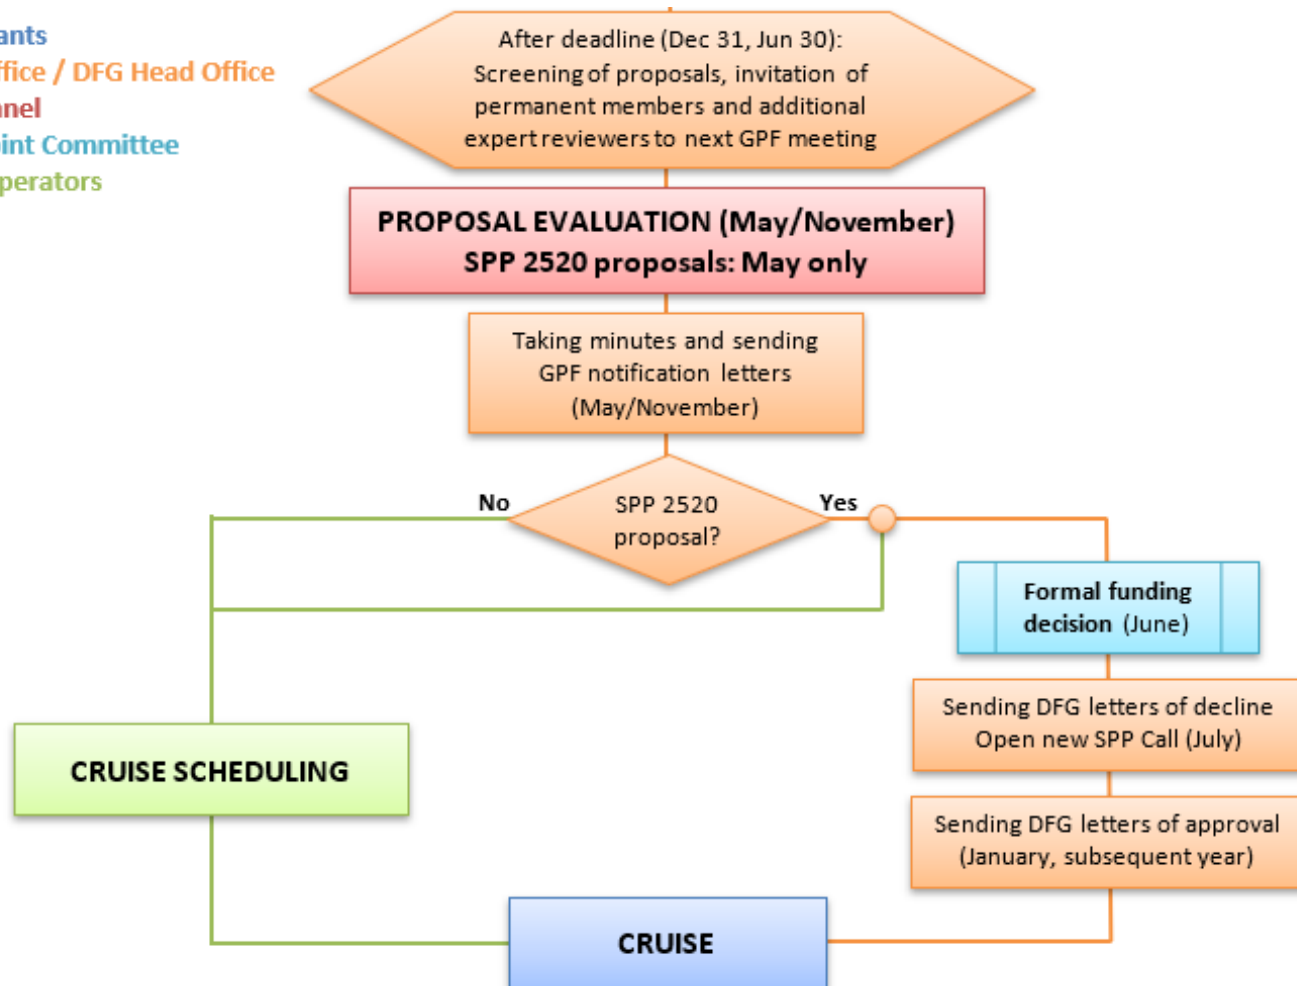 ants
ffice / DFG Head Office
nel
int Committee
perators
After deadline (Dec 31, Jun 30):
Screening of proposals, invitation of
permanent members and additional
expert reviewers to next GPF meeting
PROPOSAL EVALUATION (May/November)
SPP 2520 proposals: May only
Taking minutes and sending
GPF notification letters
(May/November)
No
SPP 2520
proposal?
Yes
Formal funding
decision (June)
Sending DFG letters of decline
Open new SPP Call (July)
CRUISE SCHEDULING
Sending DFG letters of approval
(January, subsequent year)
CRUISE